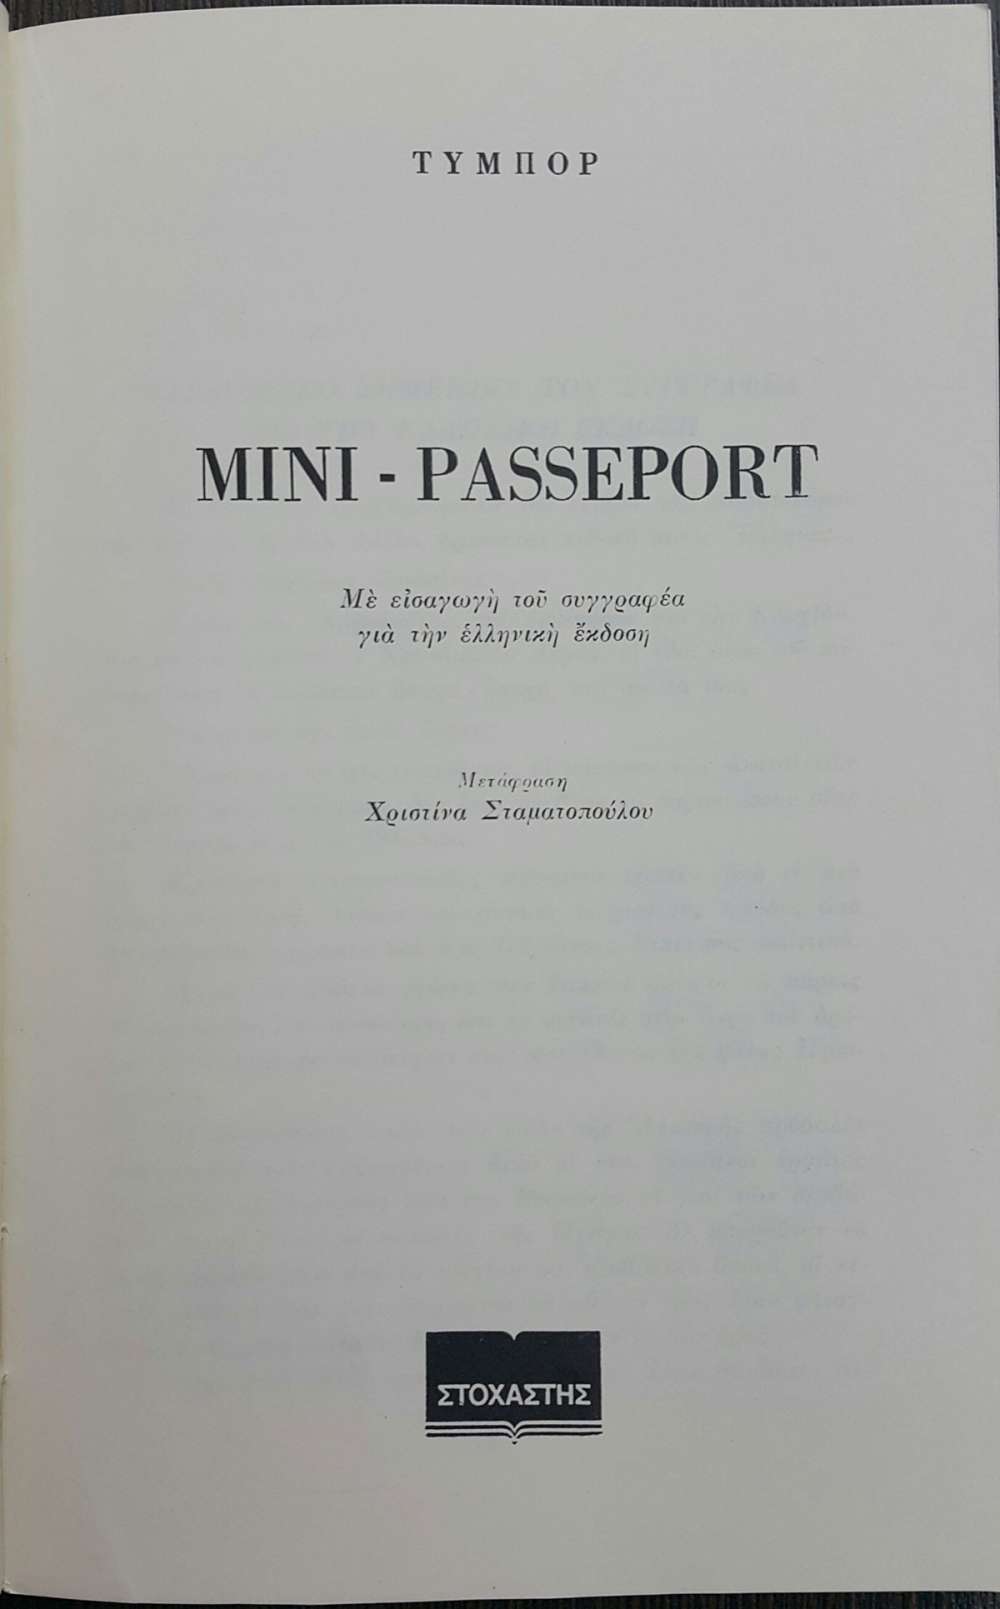 ΤΥΜΠΟΡ
MINI - PASSEPORT
Μὲ εἰσαγωγὴ τοῦ συγγραφέα
γιὰ τὴν ἑλληνικὴ ἔκδοση
Μετάφραση
Χριστίνα Σταματοπούλου
ΣΤΟΧΑΣΤΗΣ